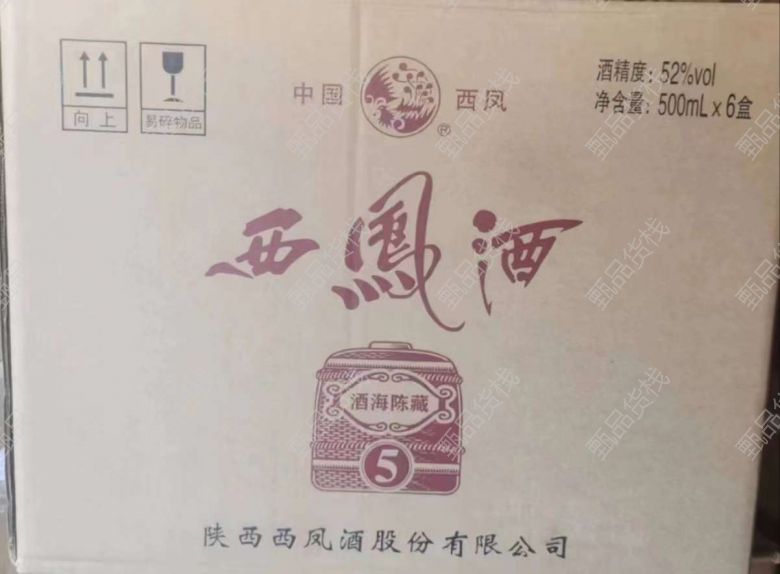 向上
易碎物品
中国 西凤
®
酒精度：52%vol
净含量：500mL x 6盒
西鳳酒
酒海陈藏
5
陕西西凤酒股份有限公司
甄品货栈